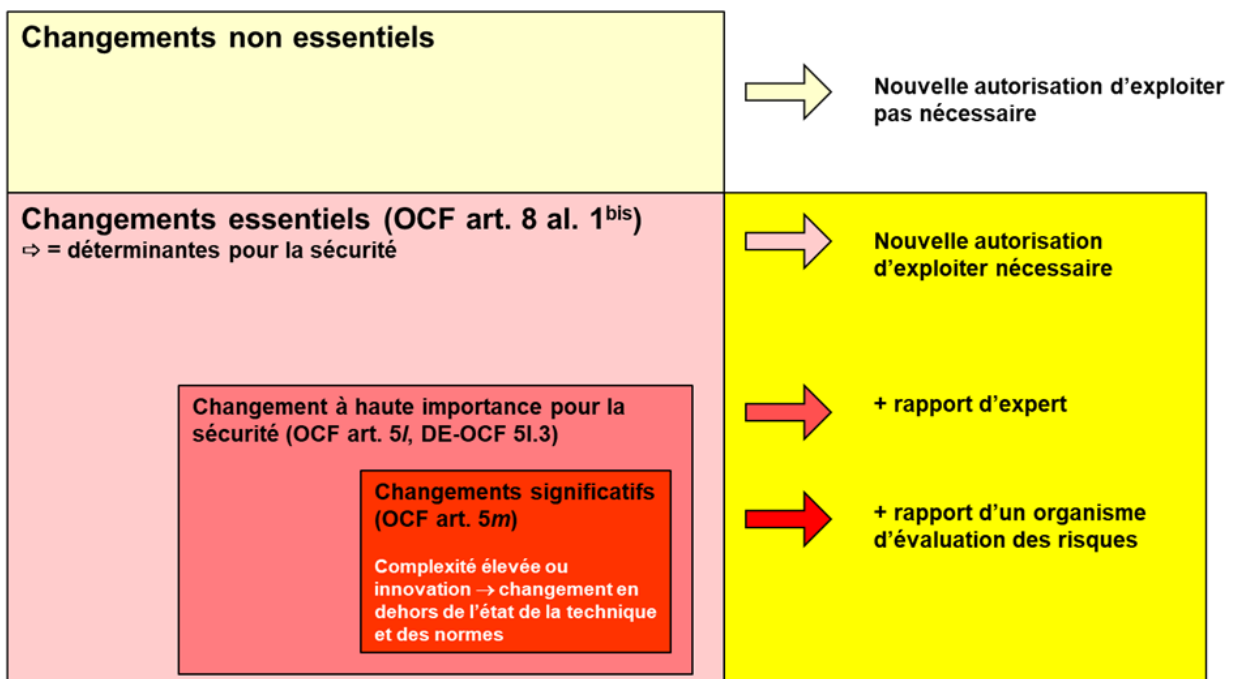 Changements non essentiels
Nouvelle autorisation d'exploiter
pas nécessaire
Changements essentiels (OCF art. 8 al. 1bis)
⇨ = déterminantes pour la sécurité
Nouvelle autorisation
d'exploiter nécessaire
Changement à haute importance pour la
sécurité (OCF art. 5l, DE-OCF 5l.3)
+ rapport d'expert
Changements significatifs
(OCF art. 5m)
Complexité élevée ou
innovation → changement en
dehors de l'état de la technique
et des normes
+ rapport d'un organisme
d'évaluation des risques